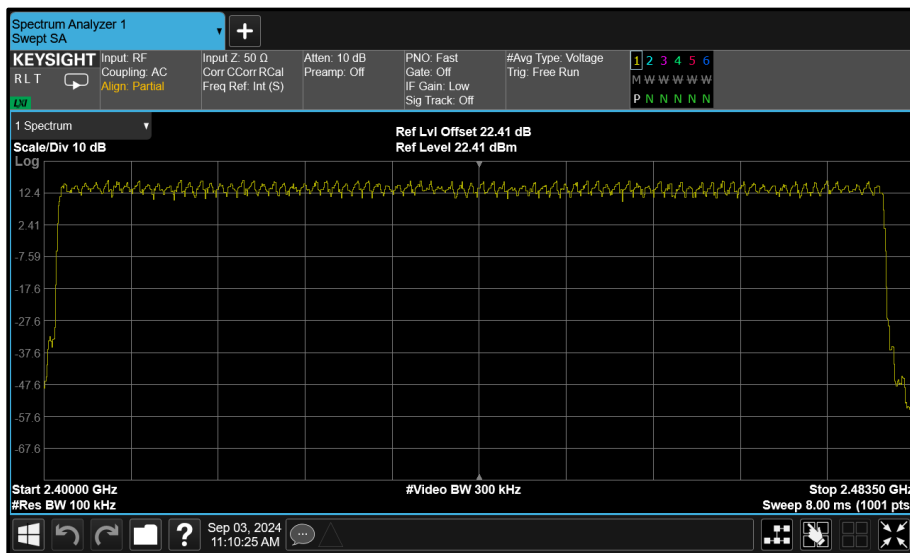 Spectrum Analyzer 1
Swept SA
KEYSIGHT
RLT
LXI
Input: RF
Coupling: AC
Align: Partial
Input Z: 50 Ω
Corr CCorr RCal
Freq Ref: Int (S)
Atten: 10 dB
Preamp: Off
PNO: Fast
Gate: Off
IF Gain: Low
Sig Track: Off
#Avg Type: Voltage
Trig: Free Run
1 2 3 4 5 6
M W W W W W
P N N N N N
1 Spectrum
Scale/Div 10 dB
Ref Lvl Offset 22.41 dB
Ref Level 22.41 dBm
Log
12.4
2.41
-7.59
-17.6
-27.6
-37.6
-47.6
-57.6
-67.6
Start 2.40000 GHz
#Res BW 100 kHz
#Video BW 300 kHz
Stop 2.48350 GHz
Sweep 8.00 ms (1001 pts
?
Sep 03, 2024
11:10:25 AM